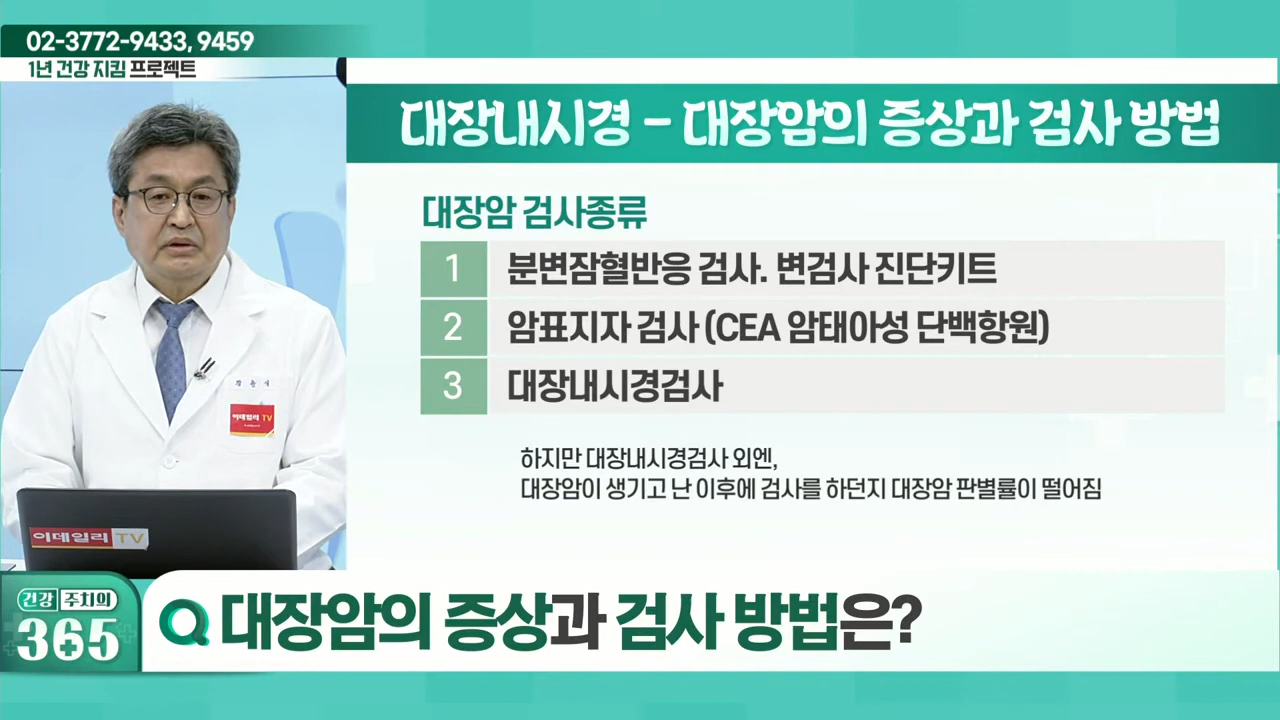 02-3772-9433, 9459
1년 건강 지킴 프로젝트
대장내시경 - 대장암의 증상과 검사 방법
대장암 검사종류
1 분변잠혈반응 검사. 변검사 진단키트
2 암표지자 검사 (CEA 암태아성 단백항원)
3 대장내시경검사
하지만 대장내시경검사 외엔,
대장암이 생기고 난 이후에 검사를 하던지 대장암 판별률이 떨어짐
이데일리 TV
이데일리 TV
건강 주치의
365
Q 대장암의 증상과 검사 방법은?